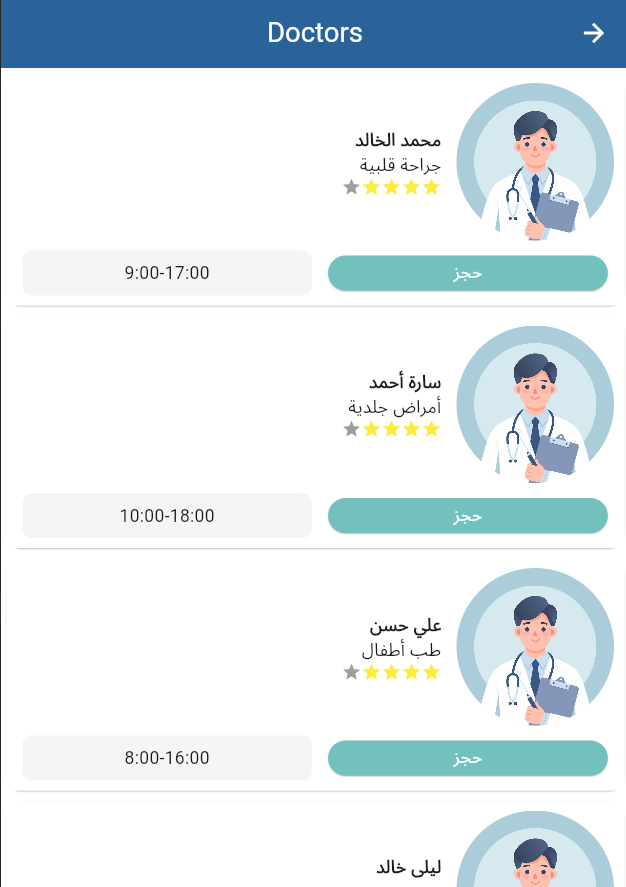 Doctors
محمد الخالد
جراحة قلبية
حجز
9:00-17:00
سارة أحمد
أمراض جلدية
حجز
10:00-18:00
علي حسن
طب أطفال
حجز
8:00-16:00
ليلى خالد